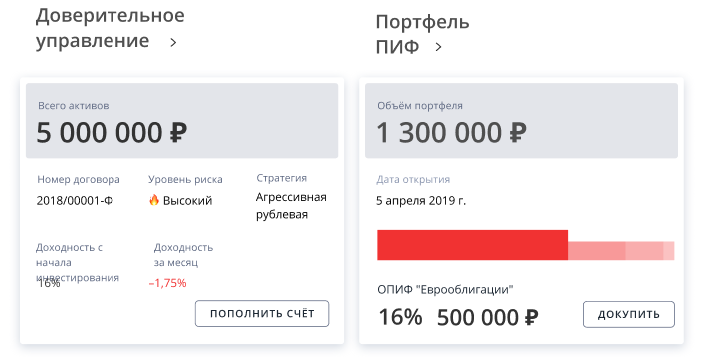 Доверительное
управление
Всего активов
5 000 000 ₽
Номер договора
2018/00001-Ф
Уровень риска
Высокий
Стратегия
Агрессивная
рублевая
Доходность с
начала
инвестирования
16%
Доходность
за месяц
–1,75%
ПОПОЛНИТЬ СЧЁТ
Портфель
ПИФ
Объём портфеля
1 300 000 ₽
Дата открытия
5 апреля 2019 г.
ОПИФ "Еврооблигации"
16% 500 000 ₽
ДОКУПИТЬ